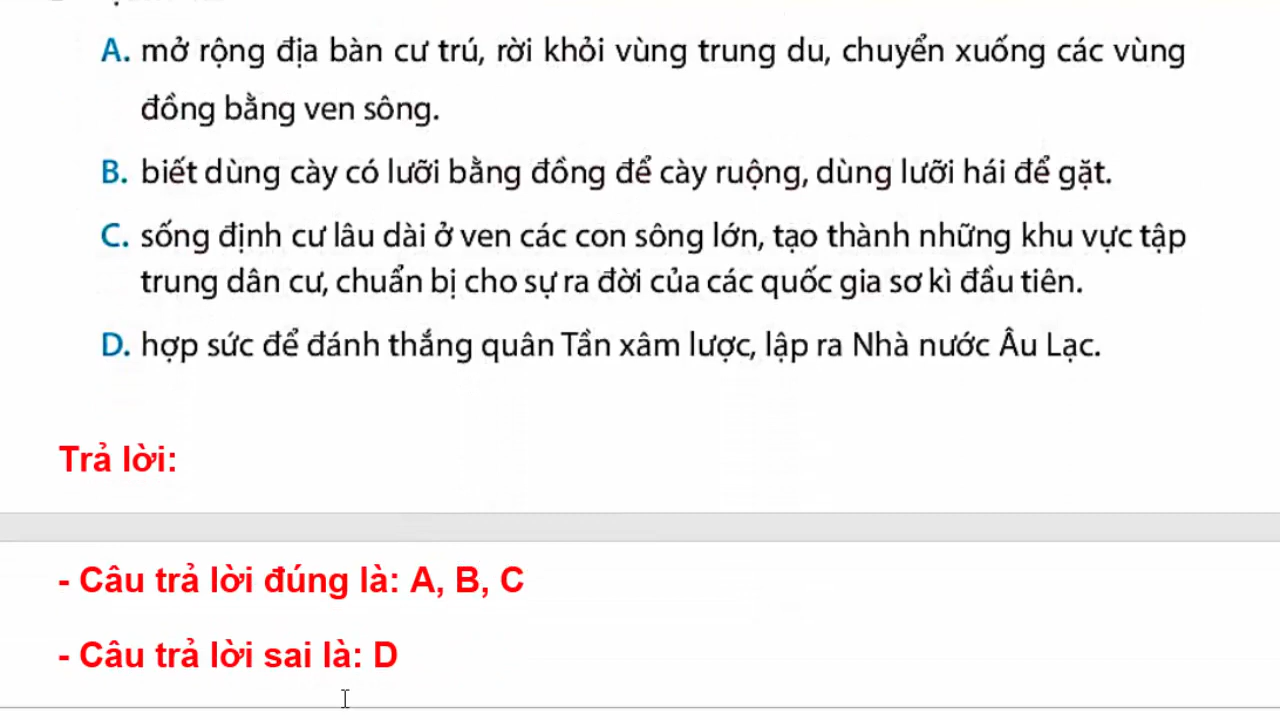 A. mở rộng địa bàn cư trú, rời khỏi vùng trung du, chuyển xuống các vùng
đồng bằng ven sông.
B. biết dùng cày có lưỡi bằng đồng để cày ruộng, dùng lưỡi hái để gặt.
C. sống định cư lâu dài ở ven các con sông lớn, tạo thành những khu vực tập
trung dân cư, chuẩn bị cho sự ra đời của các quốc gia sơ kì đầu tiên.
D. hợp sức để đánh thắng quân Tần xâm lược, lập ra Nhà nước Âu Lạc.
Trả lời:
- Câu trả lời đúng là: A, B, C
- Câu trả lời sai là: D